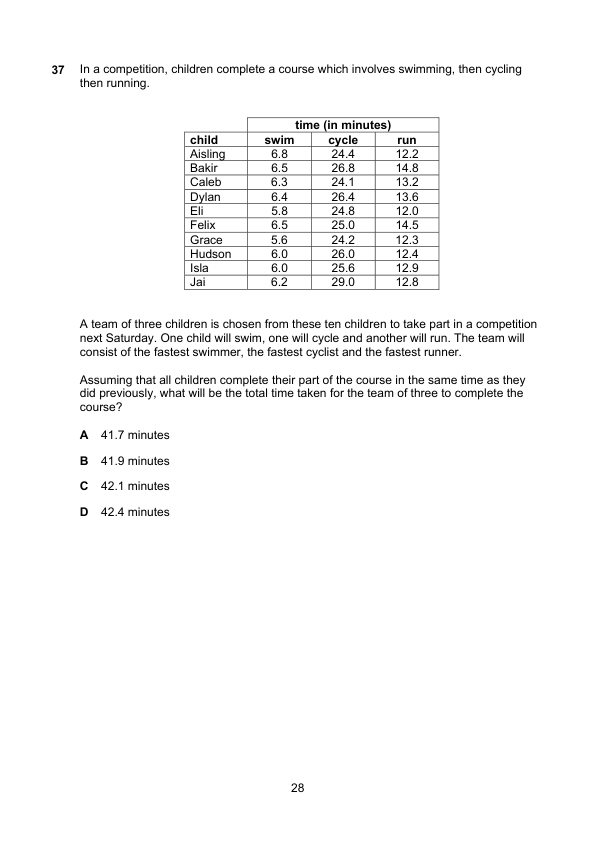 37 In a competition, children complete a course which involves swimming, then cycling
then running.
time (in minutes)
child swim cycle run
Aisling 6.8 24.4 12.2
Bakir 6.5 26.8 14.8
Caleb 6.3 24.1 13.2
Dylan 6.4 26.4 13.6
Eli 5.8 24.8 12.0
Felix 6.5 25.0 14.5
Grace 5.6 24.2 12.3
Hudson 6.0 26.0 12.4
Isla 6.0 25.6 12.9
Jai 6.2 29.0 12.8
A team of three children is chosen from these ten children to take part in a competition
next Saturday. One child will swim, one will cycle and another will run. The team will
consist of the fastest swimmer, the fastest cyclist and the fastest runner.
Assuming that all children complete their part of the course in the same time as they
did previously, what will be the total time taken for the team of three to complete the
course?
A 41.7 minutes
B 41.9 minutes
C 42.1 minutes
D 42.4 minutes
28